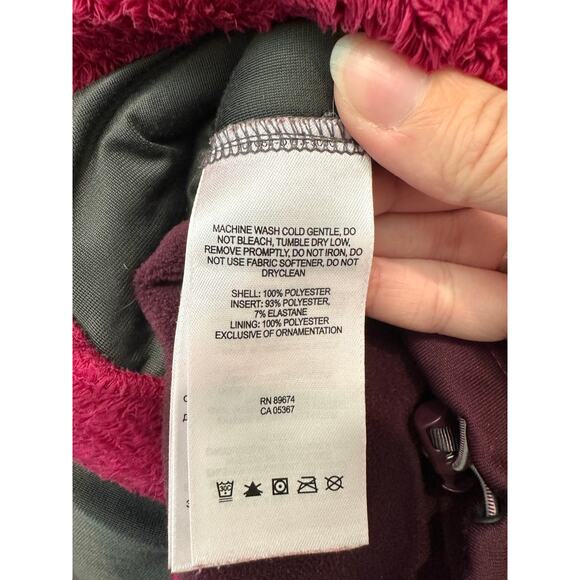 MACHINE WASH COLD GENTLE, DO
NOT BLEACH, TUMBLE DRY LOW,
REMOVE PROMPTLY, DO NOT IRON, DO
NOT USE FABRIC SOFTENER, DO NOT
DRYCLEAN
SHELL: 100% POLYESTER
INSERT: 93% POLYESTER,
7% ELASTANE
LINING: 100% POLYESTER
EXCLUSIVE OF ORNAMENTATION
RN 89674
CA 05367